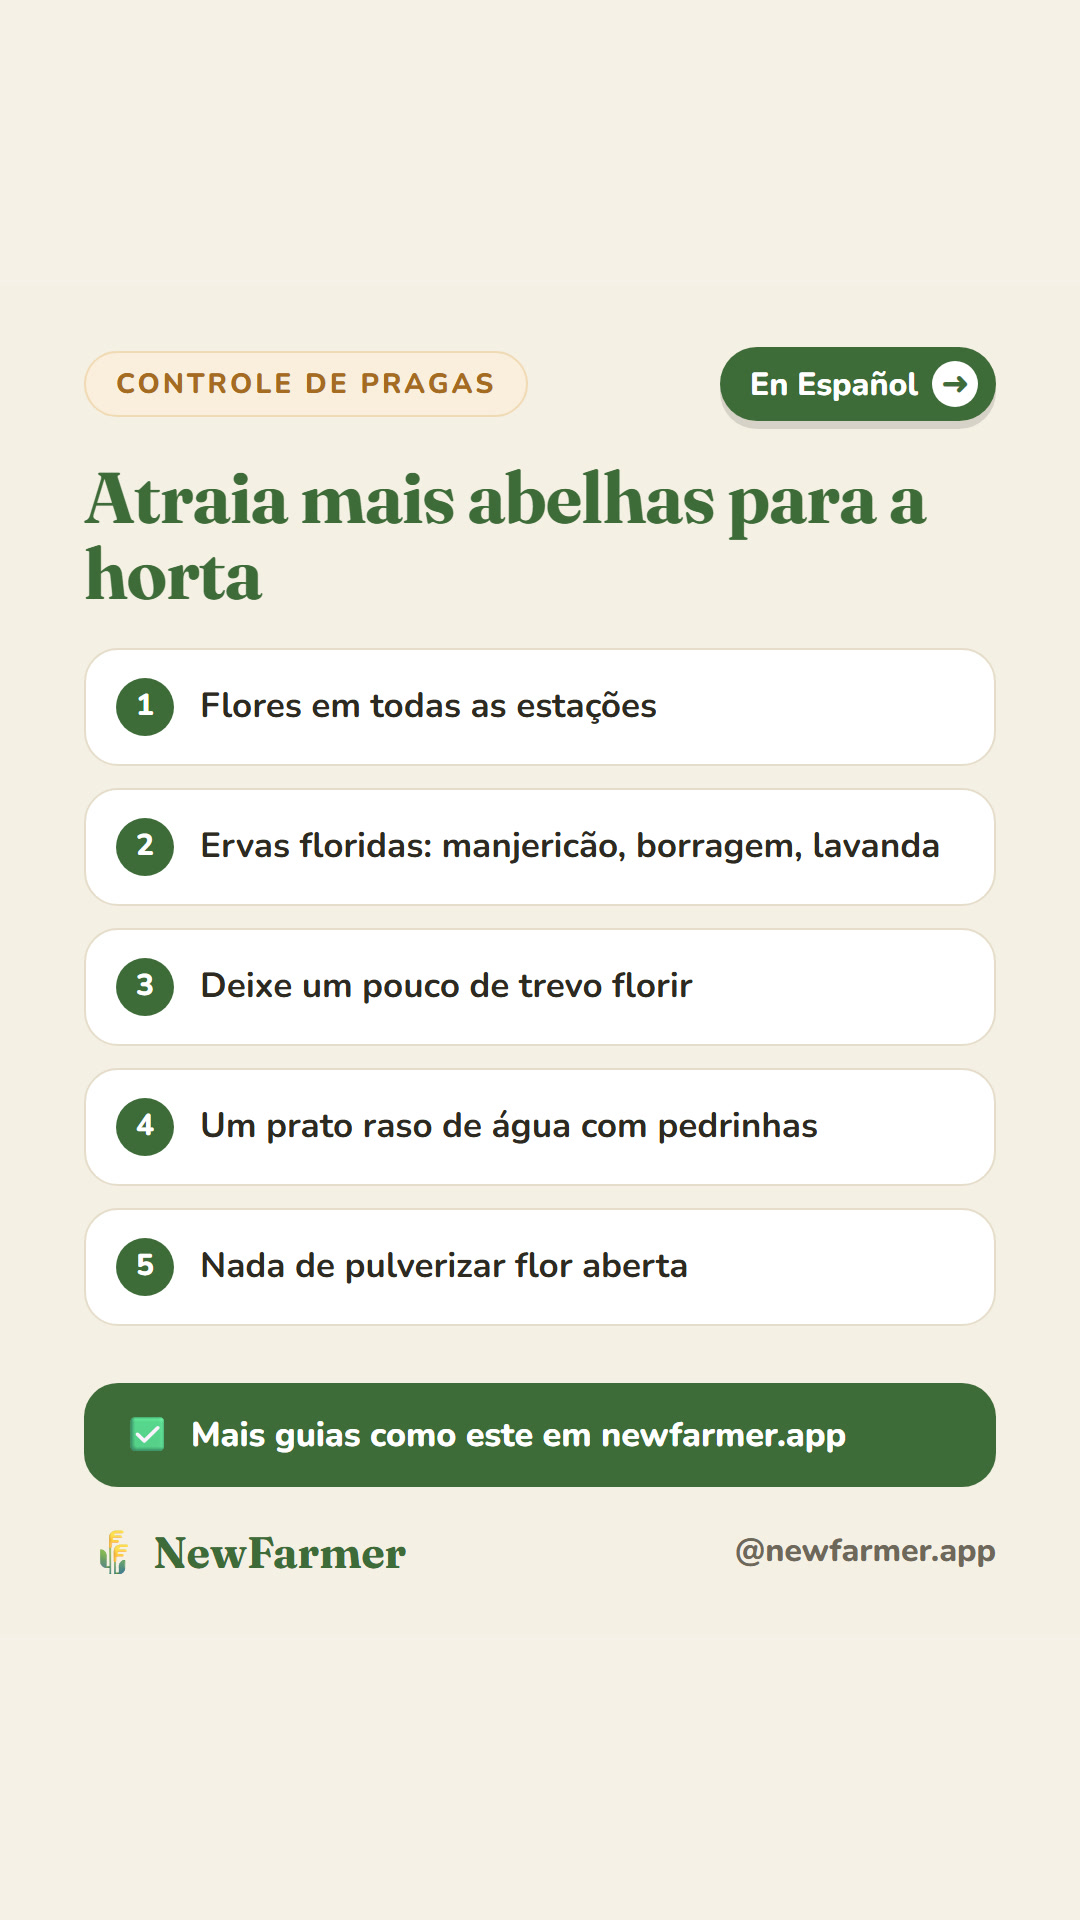 CONTROLE DE PRAGAS
En Español
Atraia mais abelhas para a
horta
1 Flores em todas as estações
2 Ervas floridas: manjericão, borragem, lavanda
3 Deixe um pouco de trevo florir
4 Um prato raso de água com pedrinhas
5 Nada de pulverizar flor aberta
Mais guias como este em newfarmer.app
NewFarmer
@newfarmer.app